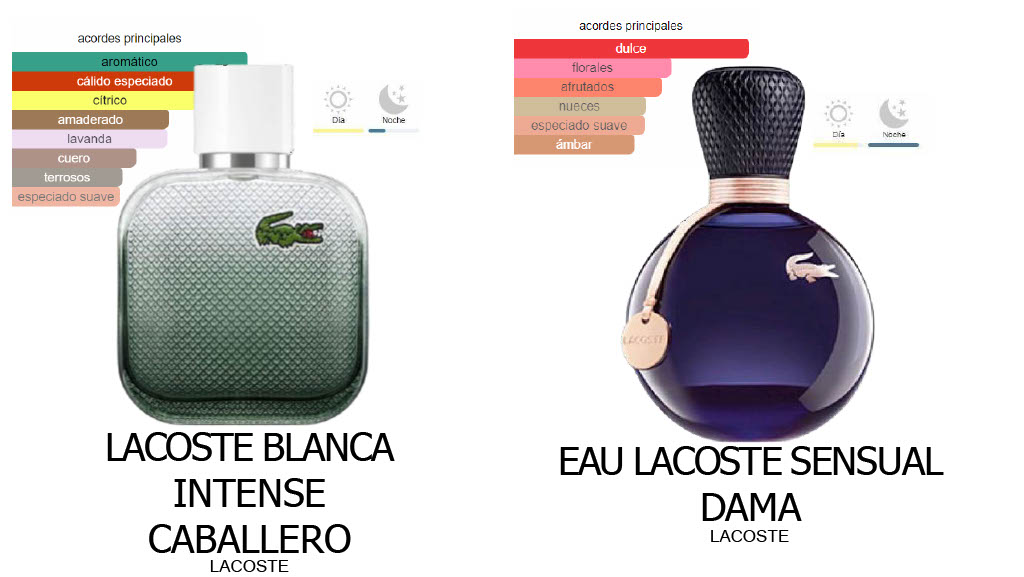 acordes principales
aromático
cálido especiado
cítrico
amaderado
lavanda
cuero
terrosos
especiado suave
Día
Noche
LACOSTE BLANCA
INTENSE
CABALLERO
LACOSTE
acordes principales
dulce
florales
afrutados
nueces
especiado suave
ámbar
Día
Noche
LACOSTE
EAU LACOSTE SENSUAL
DAMA
LACOSTE